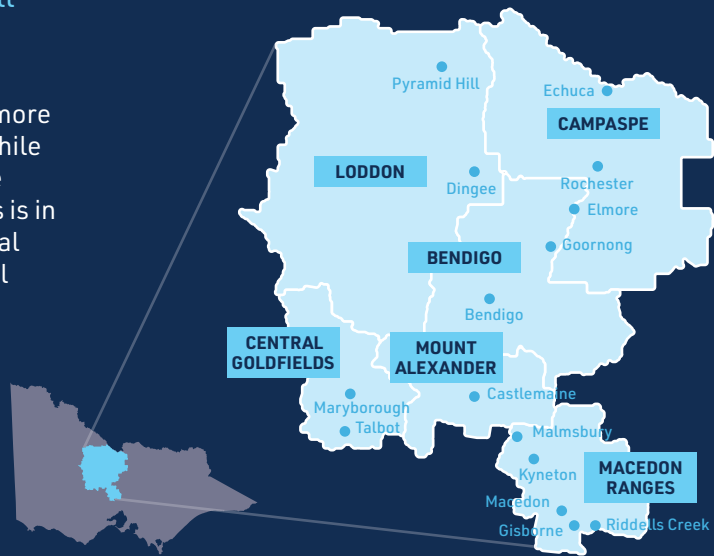 more
hile
s is in
al
l
Pyramid Hill
Echuca
CAMPASPE
LODDON
Dingee
Rochester
Elmore
Goornong
BENDIGO
Bendigo
CENTRAL
GOLDFIELDS
MOUNT
ALEXANDER
Castlemaine
Maryborough
Talbot
Malmsbury
Kyneton
MACEDON
RANGES
Macedon
Gisborne
Riddells Creek